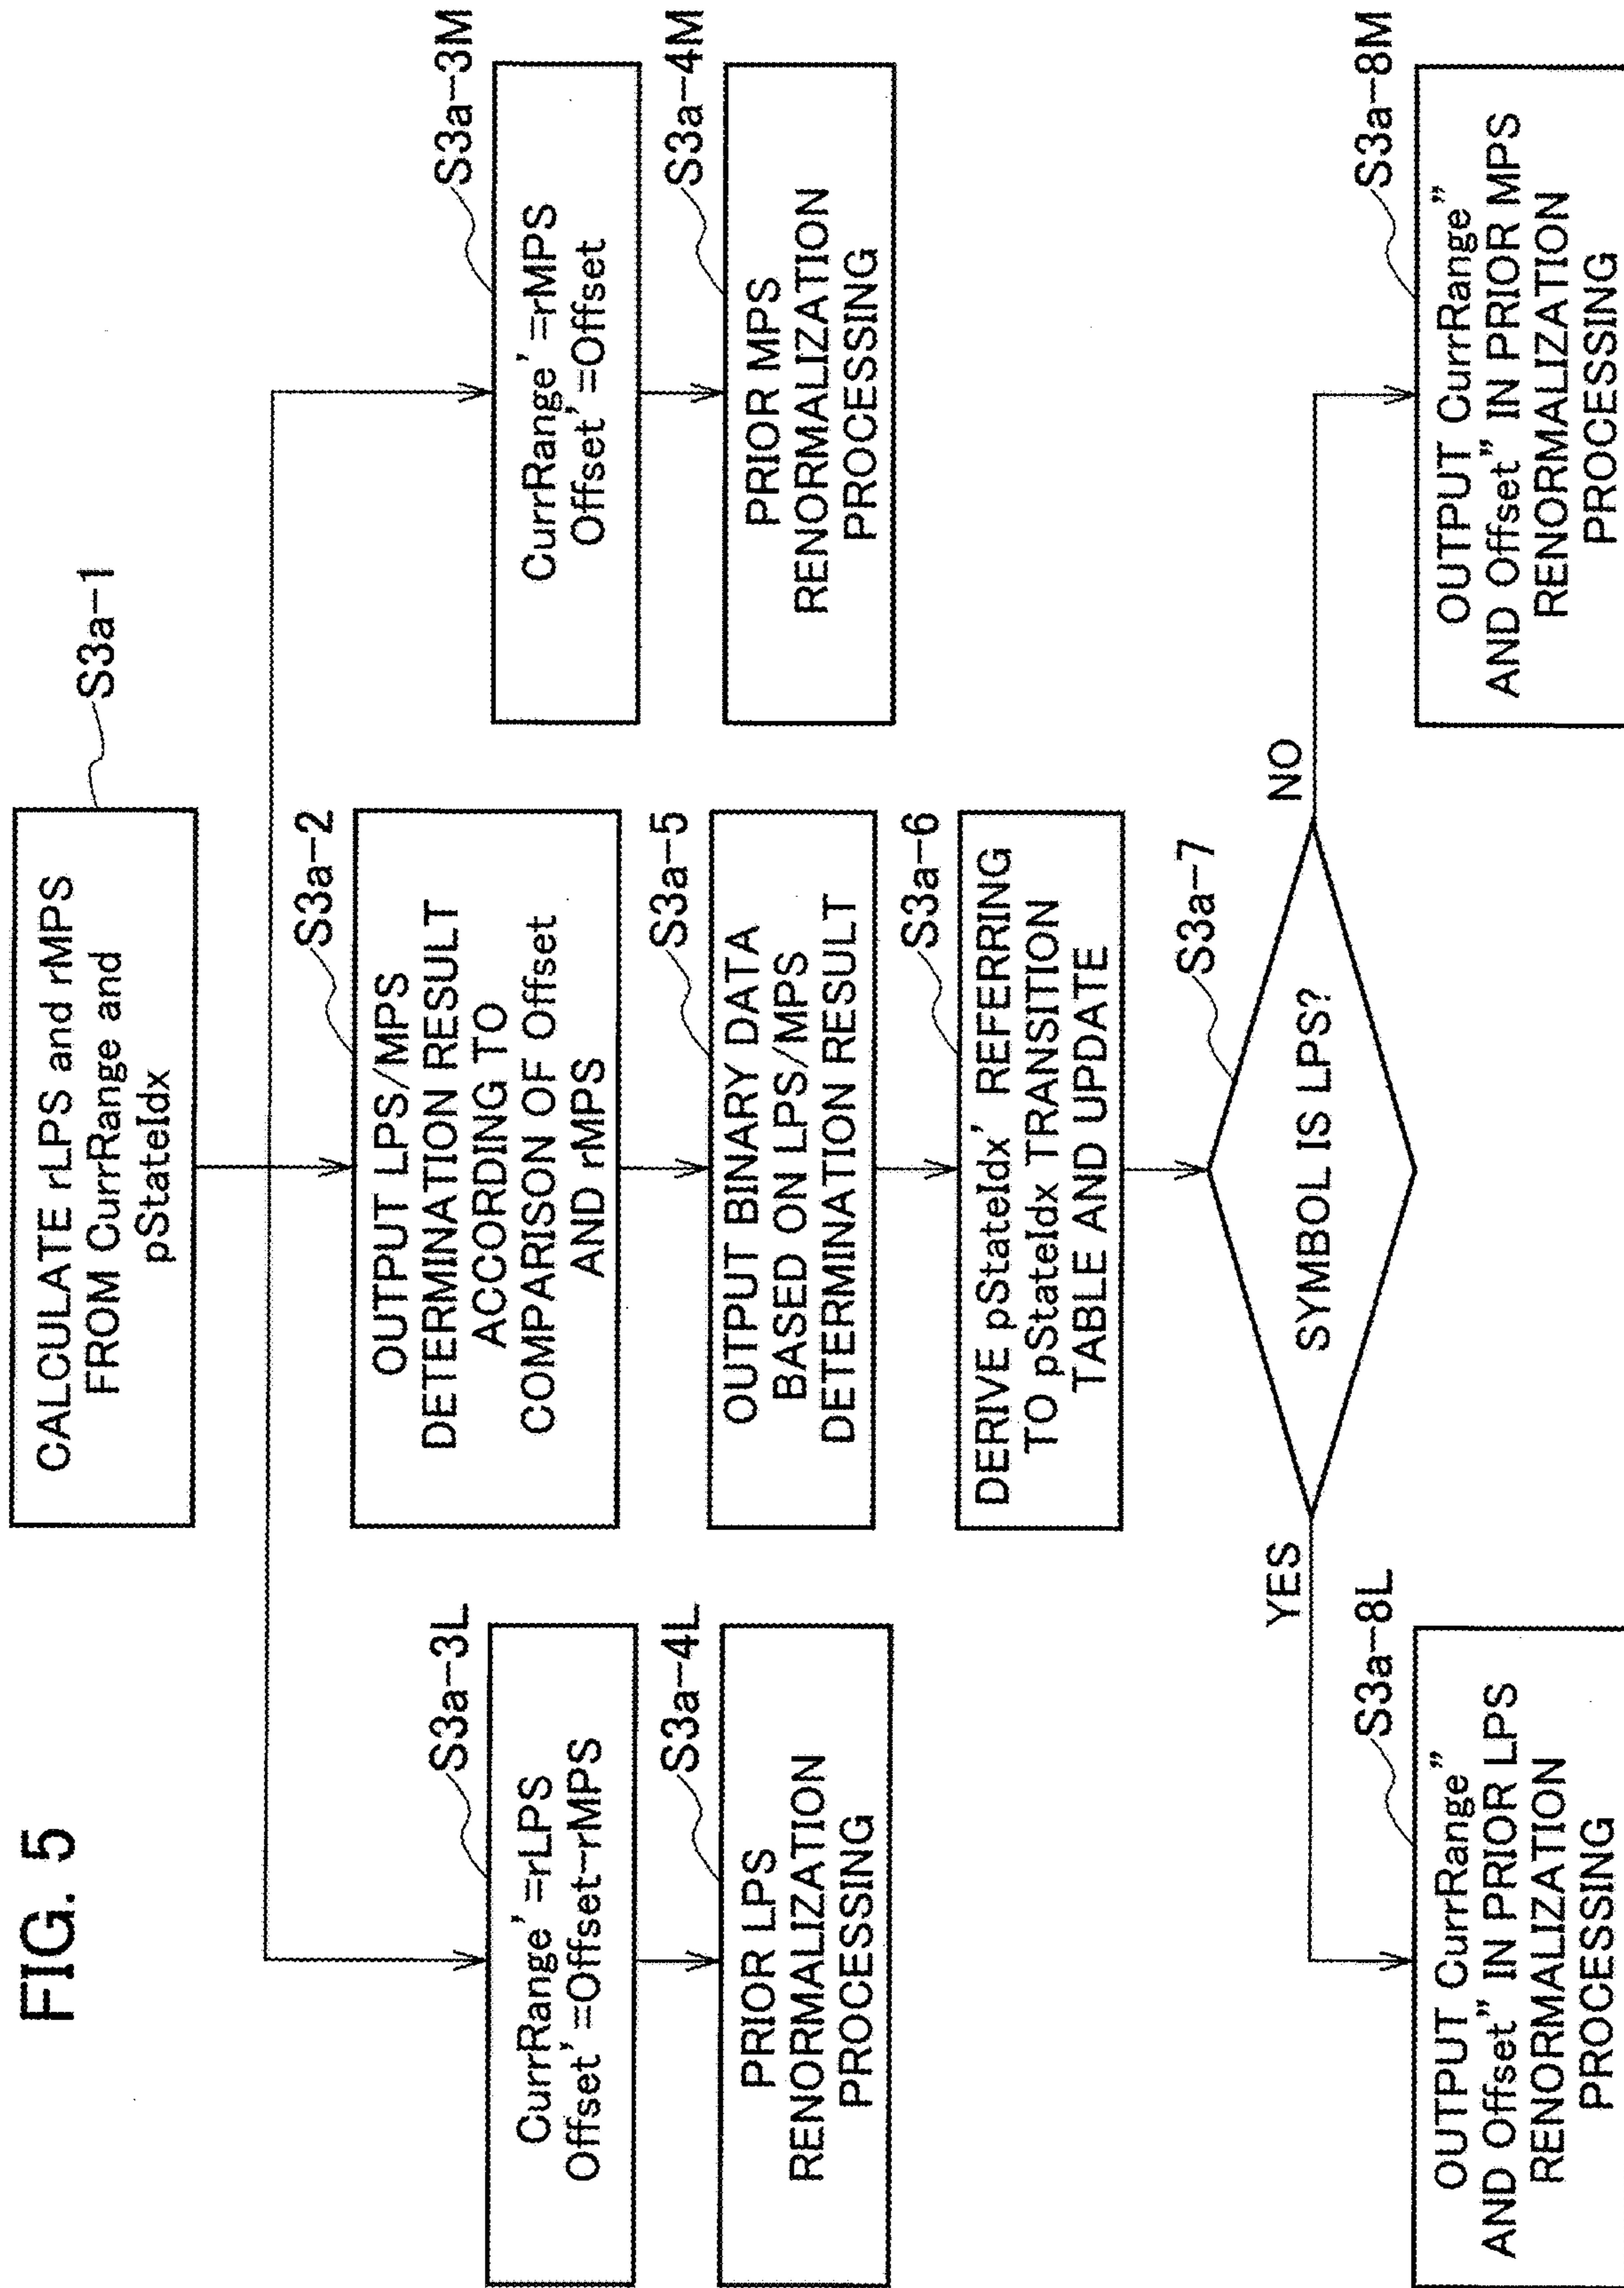 FIG. 5
CALCULATE rLPS and rMPS
FROM CurrRange and
pStateIdx
S3a-1
S3a-2
OUTPUT LPS/MPS
DETERMINATION RESULT
ACCORDING TO
COMPARISON OF Offset
AND rMPS
S3a-3L
CurrRange'=rLPS
Offset'=Offset-rMPS
S3a-3M
CurrRange'=rMPS
Offset'=Offset
S3a-4L
PRIOR LPS
RENORMALIZATION
PROCESSING
S3a-5
OUTPUT BINARY DATA
BASED ON LPS/MPS
DETERMINATION RESULT
S3a-4M
PRIOR MPS
RENORMALIZATION
PROCESSING
S3a-6
DERIVE pStateIdx' REFERRING
TO pStateIdx TRANSITION
TABLE AND UPDATE
S3a-7
SYMBOL IS LPS?
YES
NO
S3a-8L
OUTPUT CurrRange"
AND Offset" IN PRIOR LPS
RENORMALIZATION
PROCESSING
S3a-8M
OUTPUT CurrRange"
AND Offset" IN PRIOR MPS
RENORMALIZATION
PROCESSING